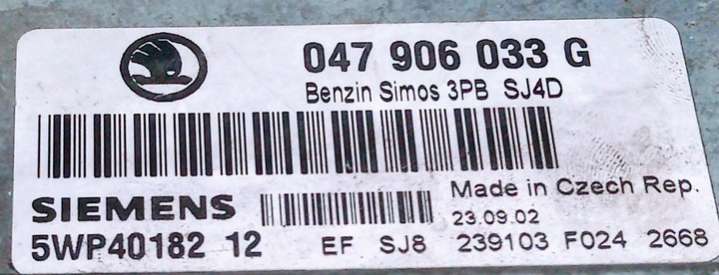 047 906 033 G
Benzin Simos 3PB SJ4D
Made in Czech Rep.
SIEMENS
23.09.02
5WP40182 12 EF SJ8 239103 F024 2668